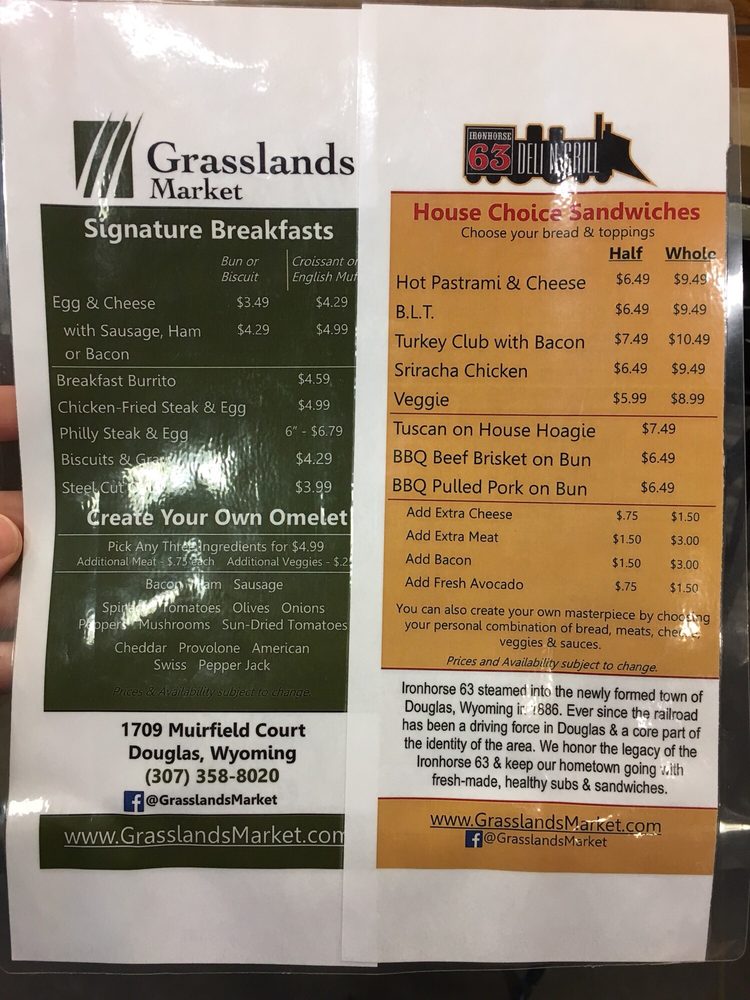 Grasslands
Market
Signature Breakfasts
Bun or Croissant or
Biscuit English
Egg & Cheese $3.49 $4.29
with Sausage, Ham $4.29 $4.99
or Bacon
Breakfast Burrito $4.59
Chicken-Fried Steak & Egg $4.99
Philly Steak & Egg 6" - $6.79
Biscuits & $4.29
Steel Cut $3.99
Create Your Own Omelet
Pick Any Three Ingredients for $4.99
Additional Meat - $.75 each Additional Veggies -
Bacon Ham Sausage
Tomatoes Olives Onions
Peppers Mushrooms Sun-Dried Tomatoes
Cheddar Provolone American
Swiss Pepper Jack
Prices & Availability subject to change.
1709 Muirfield Court
Douglas, Wyoming
(307) 358-8020
f @GrasslandsMarket
www.GrasslandsMarket.com
IRONHORSE
63 DELI N GRILL
House Choice Sandwiches
Choose your bread & toppings
Half Whole
Hot Pastrami & Cheese $6.49 $9.49
B.L.T. $6.49 $9.49
Turkey Club with Bacon $7.49 $10.49
Sriracha Chicken $6.49 $9.49
Veggie $5.99 $8.99
Tuscan on House Hoagie $7.49
BBQ Beef Brisket on Bun $6.49
BBQ Pulled Pork on Bun $6.49
Add Extra Cheese $.75 $1.50
Add Extra Meat $1.50 $3.00
Add Bacon $1.50 $3.00
Add Fresh Avocado $.75 $1.50
You can also create your own masterpiece by choosing
your personal combination of bread, meats, cheese,
veggies & sauces.
Prices and Availability subject to change.
Ironhorse 63 steamed into the newly formed town of
Douglas, Wyoming in 1886. Ever since the railroad
has been a driving force in Douglas & a core part of
the identity of the area. We honor the legacy of the
Ironhorse 63 & keep our hometown going with
fresh-made, healthy subs & sandwiches.
www.GrasslandsMarket.com
f @GrasslandsMarket